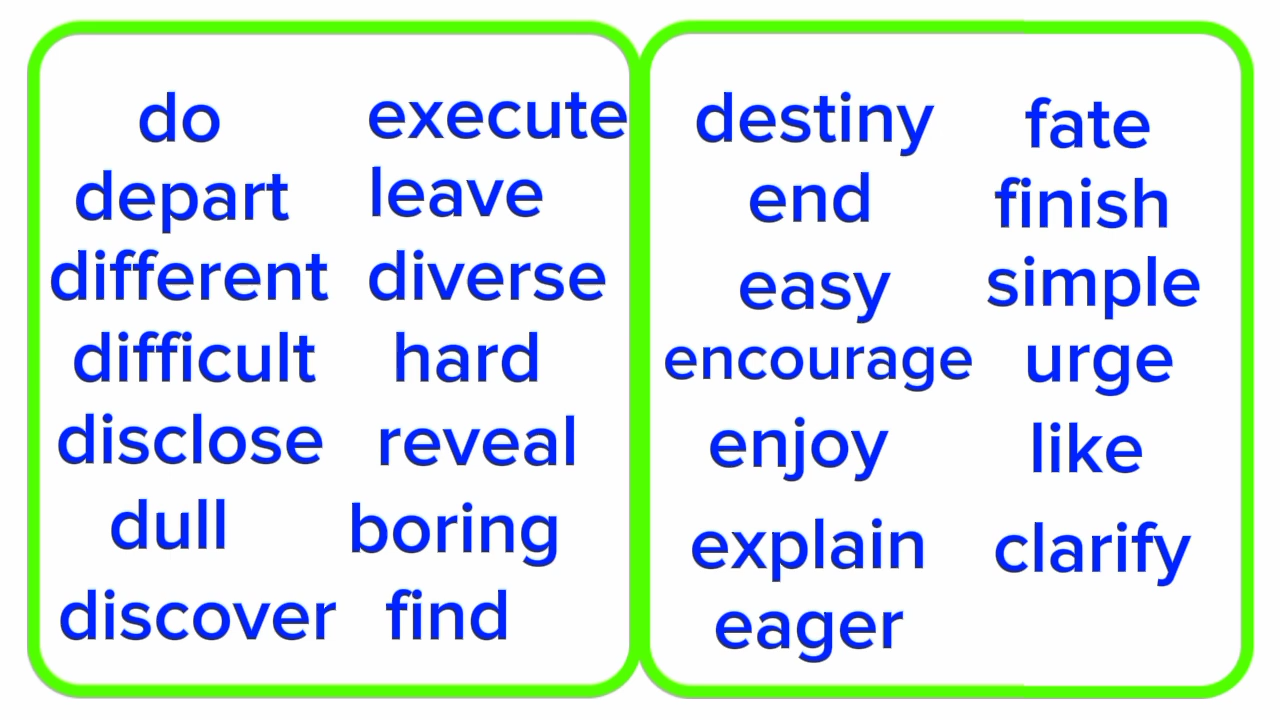 do execute
depart leave
different diverse
difficult hard
disclose reveal
dull boring
discover find
destiny fate
end finish
easy simple
encourage urge
enjoy like
explain clarify
eager